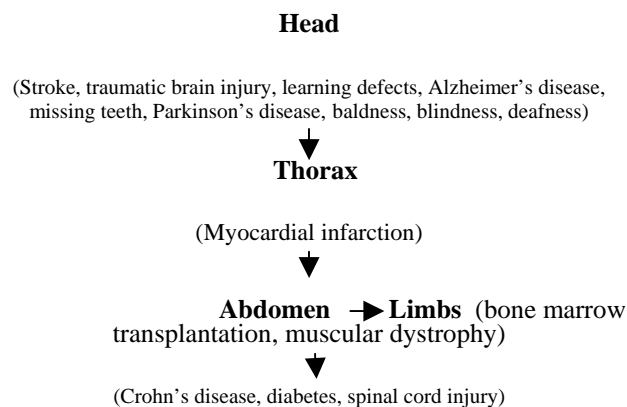 Head
(Stroke, traumatic brain injury, learning defects, Alzheimer's disease,
missing teeth, Parkinson's disease, baldness, blindness, deafness)
Thorax
(Myocardial infarction)
Abdomen Limbs (bone marrow
transplantation, muscular dystrophy)
(Crohn's disease, diabetes, spinal cord injury)